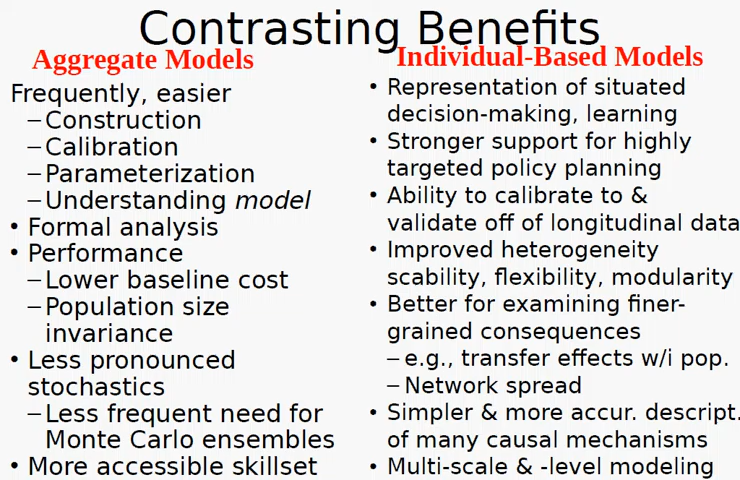 Contrasting Benefits
Aggregate Models
Frequently, easier
–Construction
–Calibration
–Parameterization
–Understanding model
• Formal analysis
• Performance
–Lower baseline cost
–Population size
invariance
• Less pronounced
stochastics
–Less frequent need for
Monte Carlo ensembles
• More accessible skillset
Individual-Based Models
• Representation of situated
decision-making, learning
• Stronger support for highly
targeted policy planning
• Ability to calibrate to &
validate off of longitudinal data
• Improved heterogeneity
scability, flexibility, modularity
• Better for examining finer-
grained consequences
–e.g., transfer effects w/i pop.
–Network spread
• Simpler & more accur. descript.
of many causal mechanisms
• Multi-scale & -level modeling